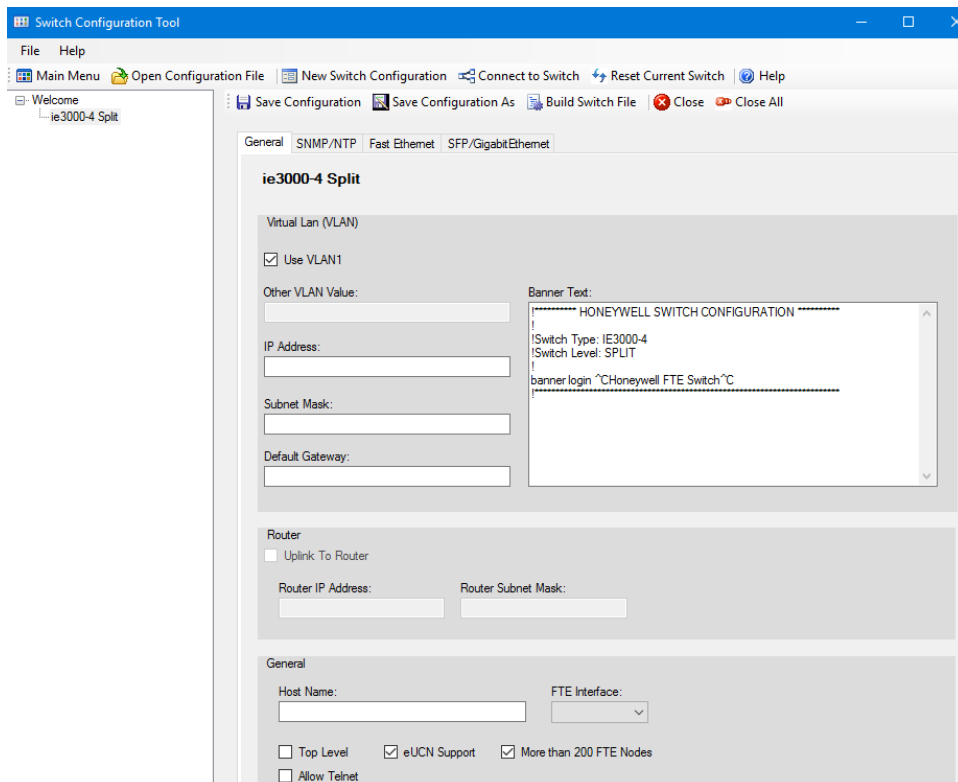 Switch Configuration Tool
File Help
Main Menu Open Configuration File New Switch Configuration Connect to Switch Reset Current Switch Help
Welcome
ie3000-4 Split
Save Configuration Save Configuration As Build Switch File Close Close All
General SNMP/NTP Fast Ethernet SFP/GigabitEthernet
ie3000-4 Split
Virtual Lan (VLAN)
Use VLAN1
Other VLAN Value:
IP Address:
Subnet Mask:
Default Gateway:
Banner Text:
!********** HONEYWELL SWITCH CONFIGURATION **********
!
!Switch Type: IE3000-4
!Switch Level: SPLIT
!
banner login ^CHoneywell FTE Switch^C
!**********************************************************************
Router
Uplink To Router
Router IP Address: Router Subnet Mask:
General
Host Name: FTE Interface:
Top Level eUCN Support More than 200 FTE Nodes
Allow Telnet